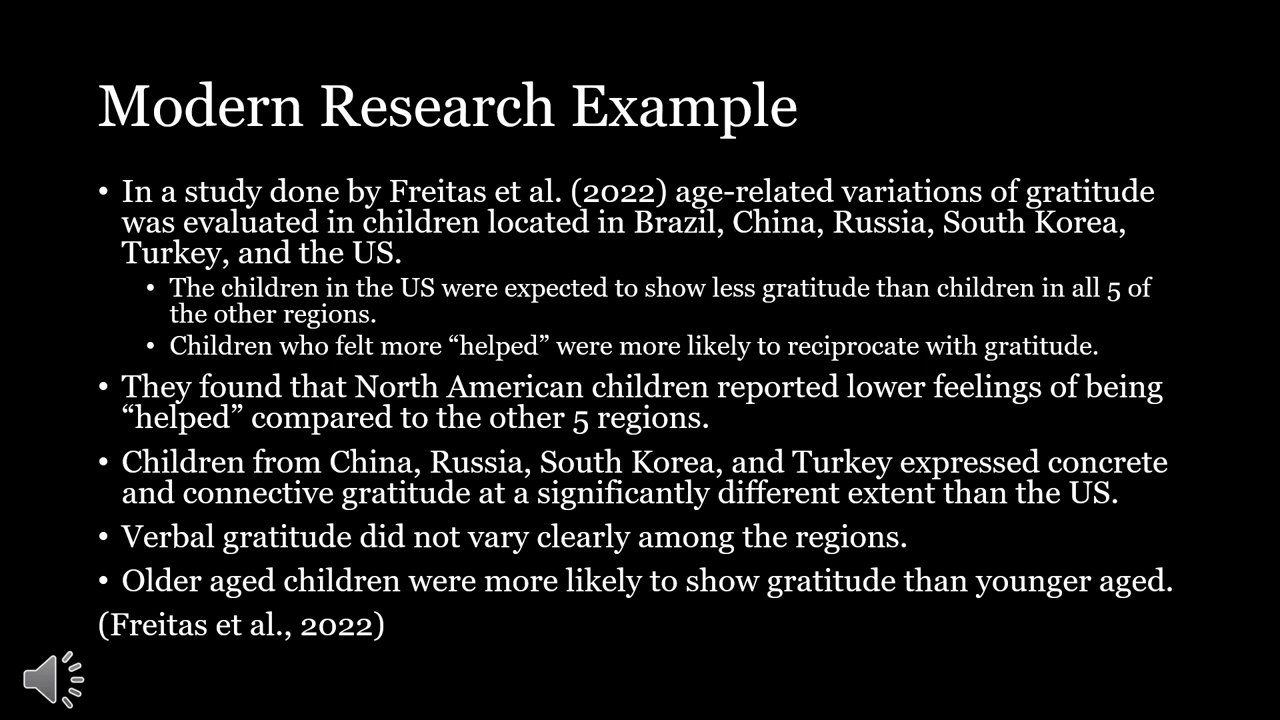 Modern Research Example
• In a study done by Freitas et al. (2022) age-related variations of gratitude
was evaluated in children located in Brazil, China, Russia, South Korea,
Turkey, and the US.
• The children in the US were expected to show less gratitude than children in all 5 of
the other regions.
• Children who felt more “helped” were more likely to reciprocate with gratitude.
• They found that North American children reported lower feelings of being
“helped” compared to the other 5 regions.
• Children from China, Russia, South Korea, and Turkey expressed concrete
and connective gratitude at a significantly different extent than the US.
• Verbal gratitude did not vary clearly among the regions.
• Older aged children were more likely to show gratitude than younger aged.
(Freitas et al., 2022)